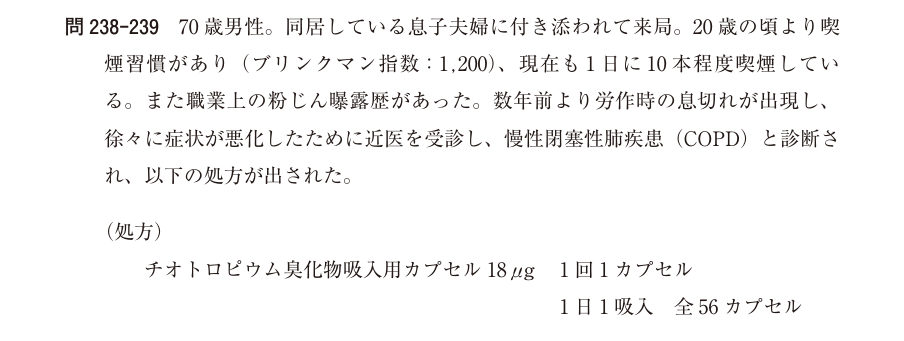 問 238−239　70 歳男性。同居している息子夫婦に付き添われて来局。20 歳の頃より喫
煙習慣があり（ブリンクマン指数：1,200）、現在も 1 日に 10 本程度喫煙してい
る。また職業上の粉じん曝露歴があった。数年前より労作時の息切れが出現し、
徐々に症状が悪化したために近医を受診し、慢性閉塞性肺疾患（COPD）と診断さ
れ、以下の処方が出された。
（処方）
チオトロピウム臭化物吸入用カプセル 18 μg　1 回 1 カプセル
1 日 1 吸入　全 56 カプセル